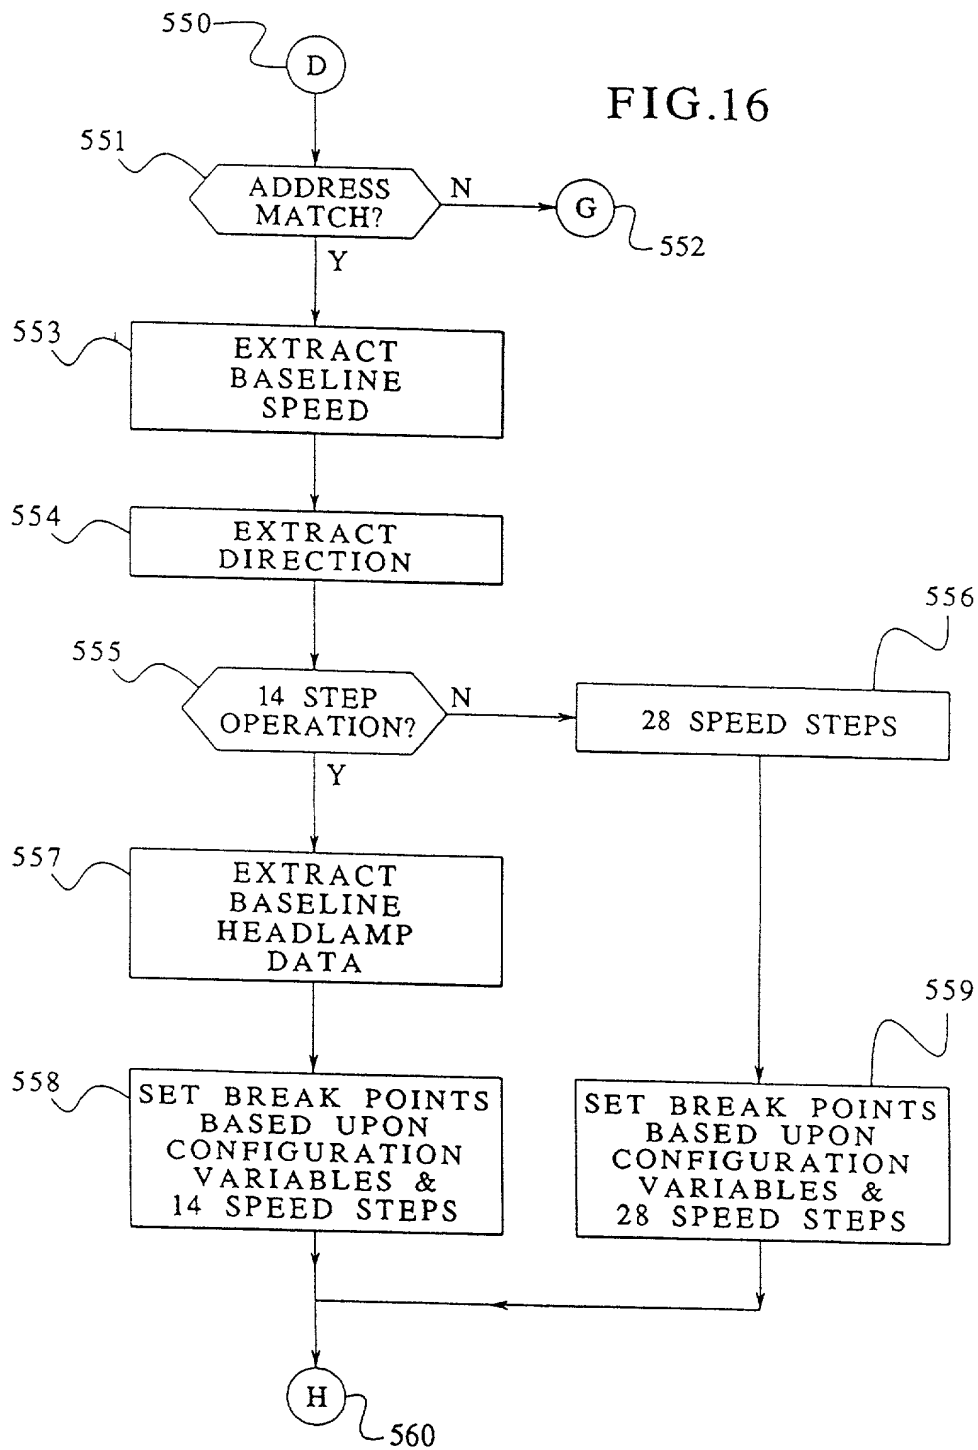 550
D
FIG.16
551
ADDRESS
MATCH?
N
G
552
Y
553
EXTRACT
BASELINE
SPEED
554
EXTRACT
DIRECTION
555
14 STEP
OPERATION?
N
556
28 SPEED STEPS
Y
557
EXTRACT
BASELINE
HEADLAMP
DATA
558
SET BREAK POINTS
BASED UPON
CONFIGURATION
VARIABLES &
14 SPEED STEPS
559
SET BREAK POINTS
BASED UPON
CONFIGURATION
VARIABLES &
28 SPEED STEPS
H
560